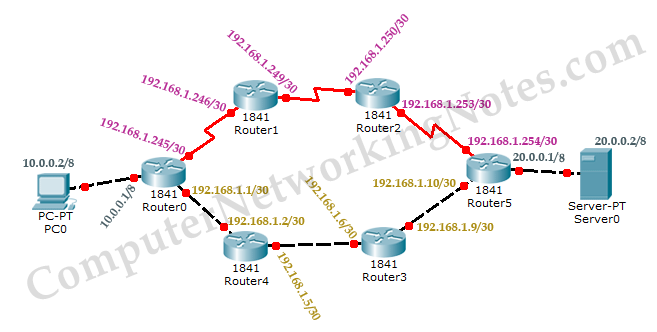 192.168.1.250/30
192.168.1.249/30
192.168.1.246/30
1841
Router1
1841
Router2
192.168.1.253/30
192.168.1.245/30
192.168.1.254/30
20.0.0.2/8
10.0.0.2/8
20.0.0.1/8
PC-PT
PC0
10.0.0.1/8
1841
Router0
192.168.1.1/30
192.168.1.10/30
1841
Router5
Server-PT
Server0
192.168.1.2/30
192.168.1.6/30
192.168.1.9/30
1841
Router4
1841
Router3
192.168.1.5/30
ComputerNetworkingNotes.com